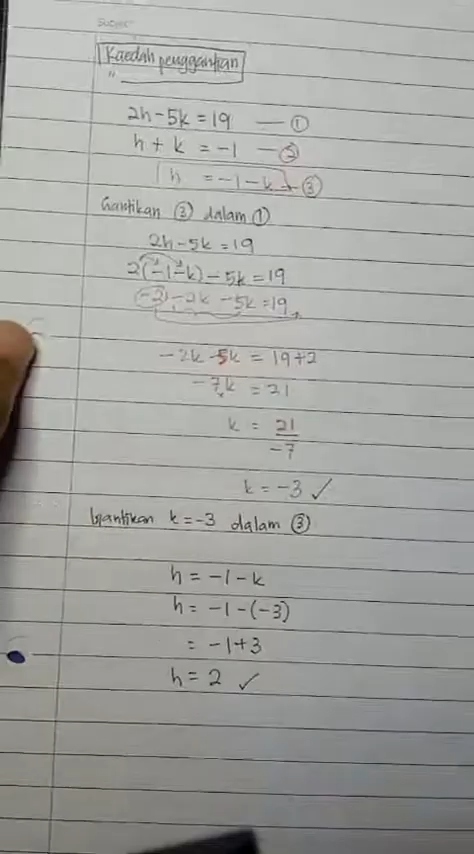 Kaedah penggantian
"
2h - 5k = 19 — ①
h + k = -1 — ②
h = -1 - k — ③
Gantikan ③ dalam ①
2h - 5k = 19
2(-1-k) - 5k = 19
-2 - 2k - 5k = 19
-2k - 5k = 19 + 2
-7k = 21
k = 21
-7
k = -3 ✓
Gantikan k = -3 dalam ③
h = -1 - k
h = -1 - (-3)
= -1 + 3
h = 2 ✓